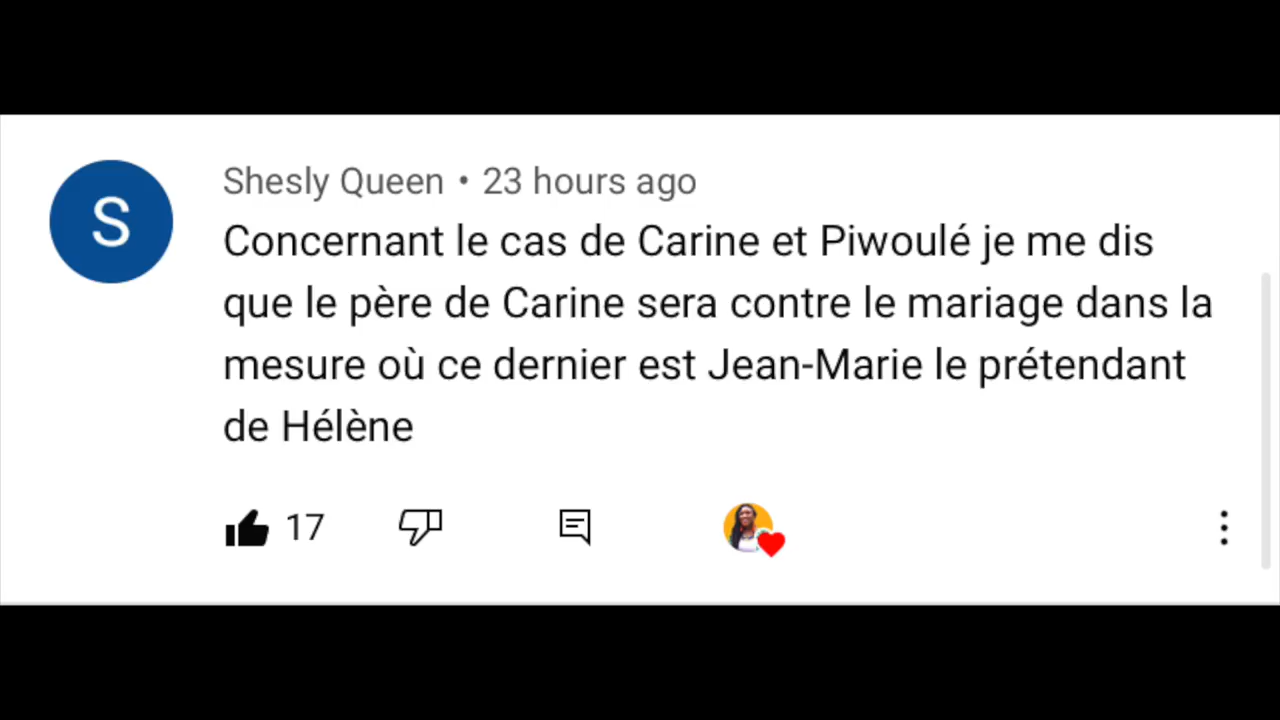 S
Shesly Queen • 23 hours ago
Concernant le cas de Carine et Piwoulé je me dis
que le père de Carine sera contre le mariage dans la
mesure où ce dernier est Jean-Marie le prétendant
de Hélène
17